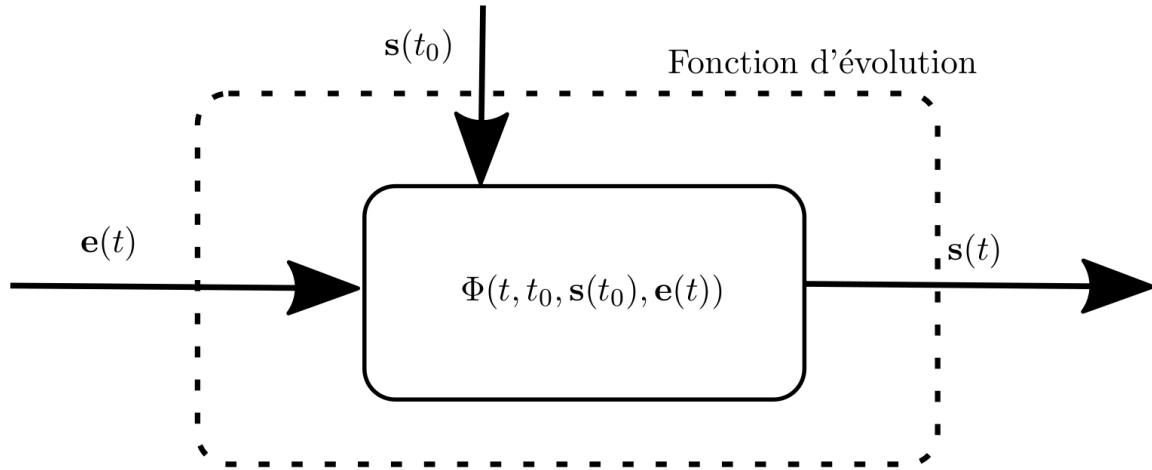 s(t₀)
Fonction d'évolution
e(t)
s(t)
Φ(t, t₀, s(t₀), e(t))